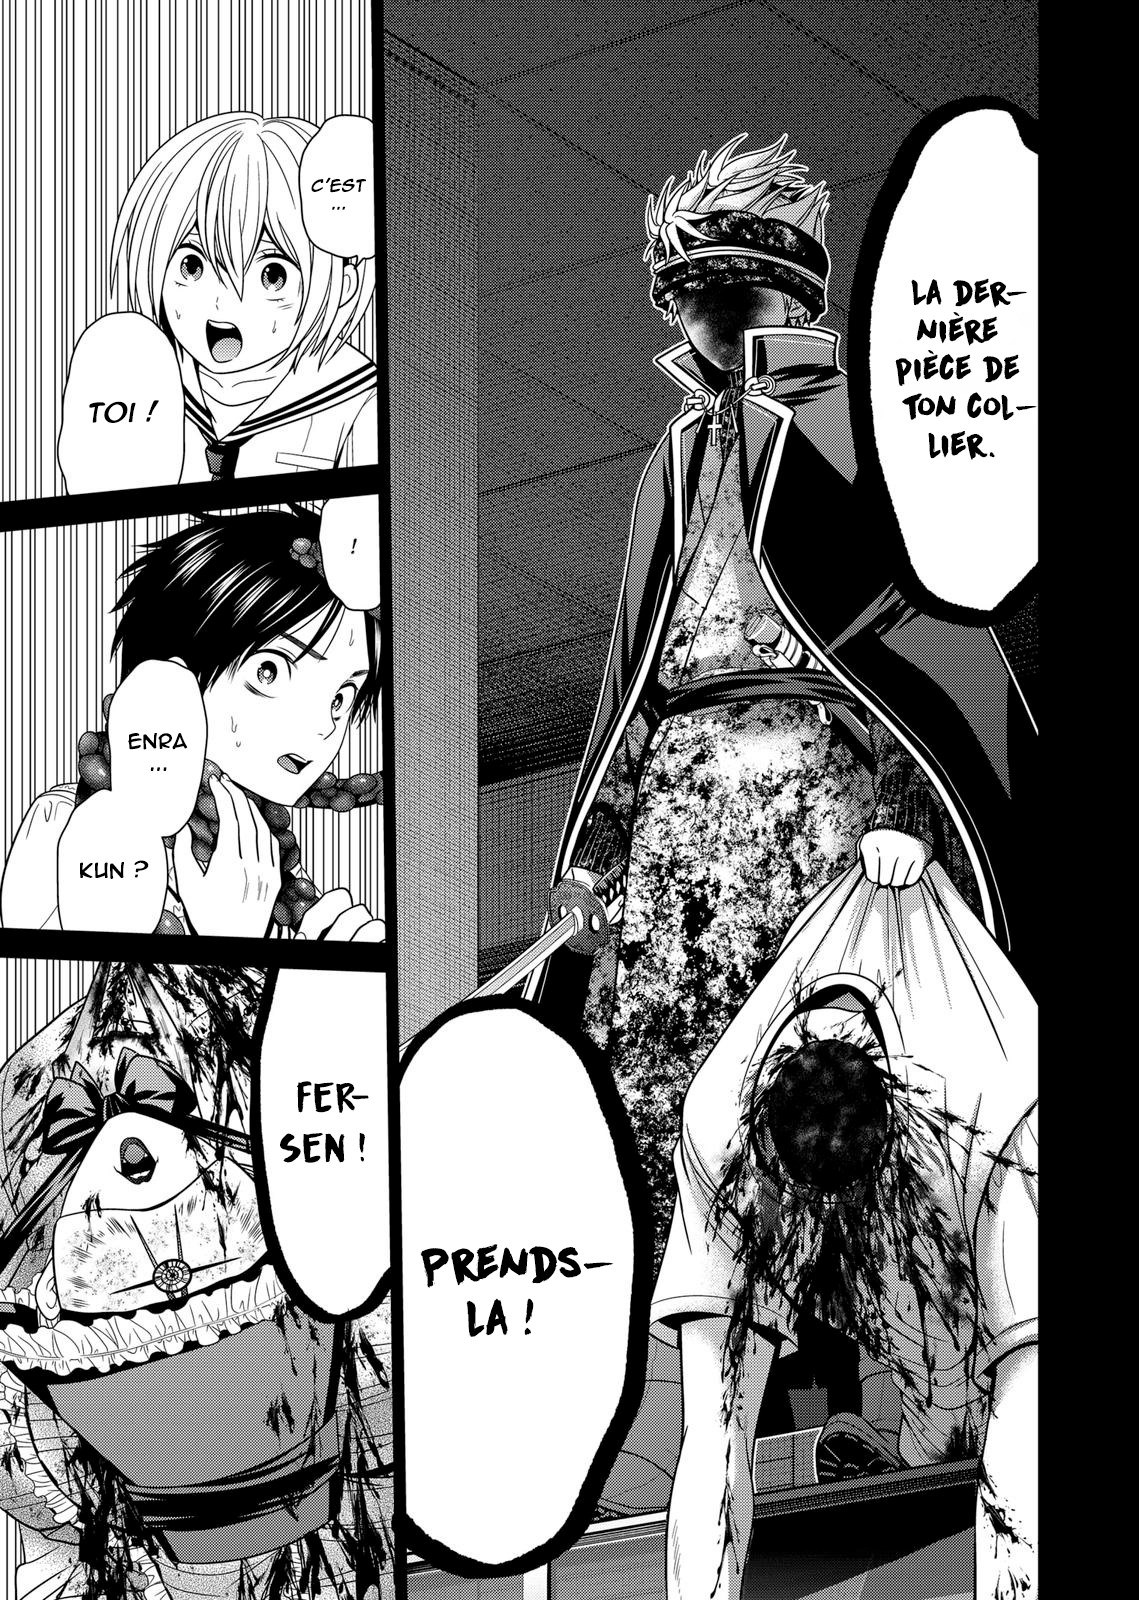 LA DER-
NIÈRE
PIÈCE DE
TON COL-
LIER.
PRENDS-
LA !
C'EST
...
TOI !
!
ENRA
...
KUN ?
FER-
SEN !